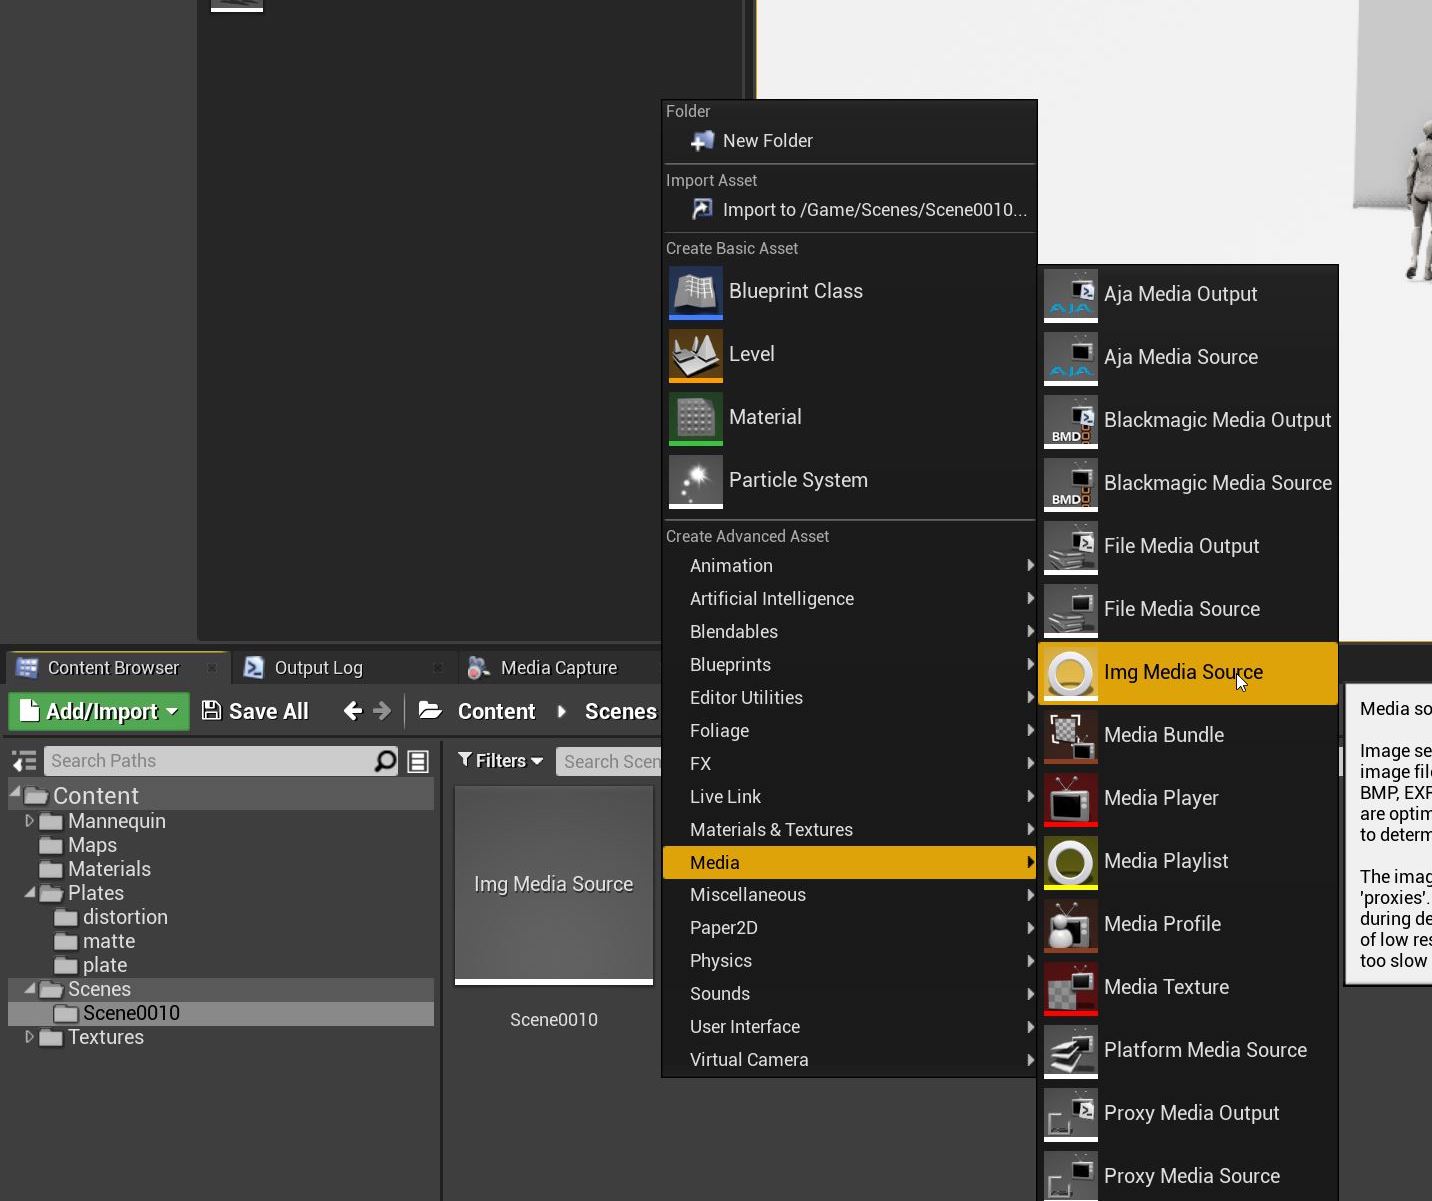 Folder
New Folder
Import Asset
Import to /Game/Scenes/Scene0010...
Create Basic Asset
Blueprint Class
Level
Material
Particle System
Create Advanced Asset
Animation
Artificial Intelligence
Blendables
Blueprints
Editor Utilities
Foliage
FX
Live Link
Materials & Textures
Media
Miscellaneous
Paper2D
Physics
Sounds
User Interface
Virtual Camera
AJA
Aja Media Output
AJA
Aja Media Source
BMD
Blackmagic Media Output
BMD
Blackmagic Media Source
File Media Output
File Media Source
Img Media Source
Media Bundle
Media Player
Media Playlist
Media Profile
Media Texture
Platform Media Source
Proxy Media Output
Proxy Media Source
Media so
Image se
image fil
BMP, EXR
are optim
to determ
The imag
'proxies'.
during de
of low res
too slow
Content Browser
Output Log
Media Capture
Add/Import
Save All
Content
Scenes
Search Paths
Filters
Search Scen
Content
Mannequin
Maps
Materials
Plates
distortion
matte
plate
Scenes
Scene0010
Textures
Img Media Source
Scene0010